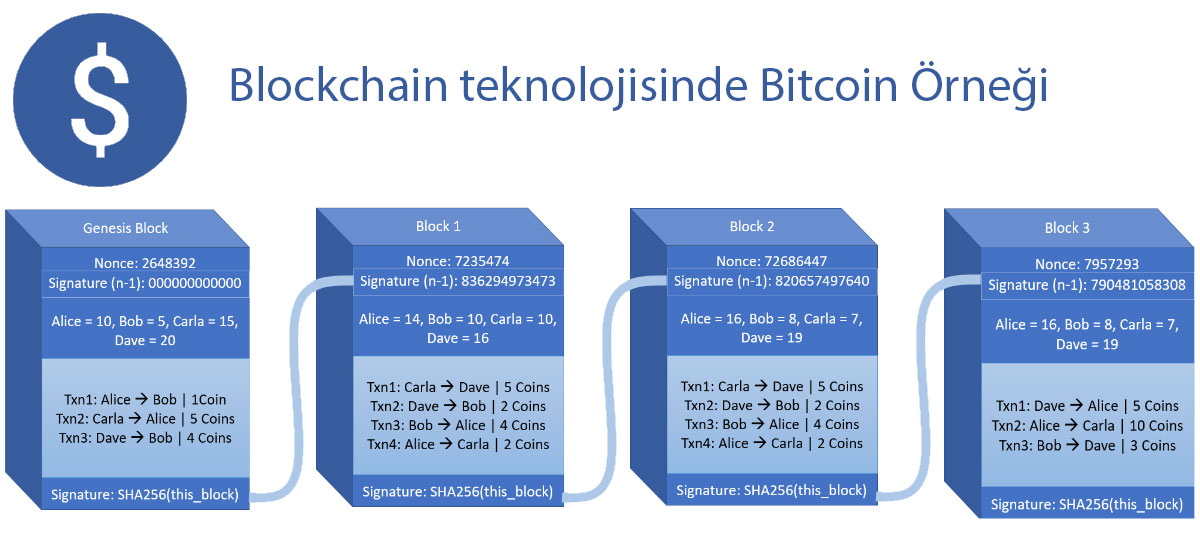 $
Blockchain teknolojisinde Bitcoin Örneği
Genesis Block
Nonce: 2648392
Signature (n-1): 000000000000
Alice = 10, Bob = 5, Carla = 15,
Dave = 20
Txn1: Alice → Bob | 1Coin
Txn2: Carla → Alice | 5 Coins
Txn3: Dave → Bob | 4 Coins
Signature: SHA256(this_block)
Block 1
Nonce: 7235474
Signature (n-1): 836294973473
Alice = 14, Bob = 10, Carla = 10,
Dave = 16
Txn1: Carla → Dave | 5 Coins
Txn2: Dave → Bob | 2 Coins
Txn3: Bob → Alice | 4 Coins
Txn4: Alice → Carla | 2 Coins
Signature: SHA256(this_block)
Block 2
Nonce: 72686447
Signature (n-1): 820657497640
Alice = 16, Bob = 8, Carla = 7,
Dave = 19
Txn1: Carla → Dave | 5 Coins
Txn2: Dave → Bob | 2 Coins
Txn3: Bob → Alice | 4 Coins
Txn4: Alice → Carla | 2 Coins
Signature: SHA256(this_block)
Block 3
Nonce: 7957293
Signature (n-1): 790481058308
Alice = 16, Bob = 8, Carla = 7,
Dave = 19
Txn1: Dave → Alice | 5 Coins
Txn2: Alice → Carla | 10 Coins
Txn3: Bob → Dave | 3 Coins
Signature: SHA256(this_block)